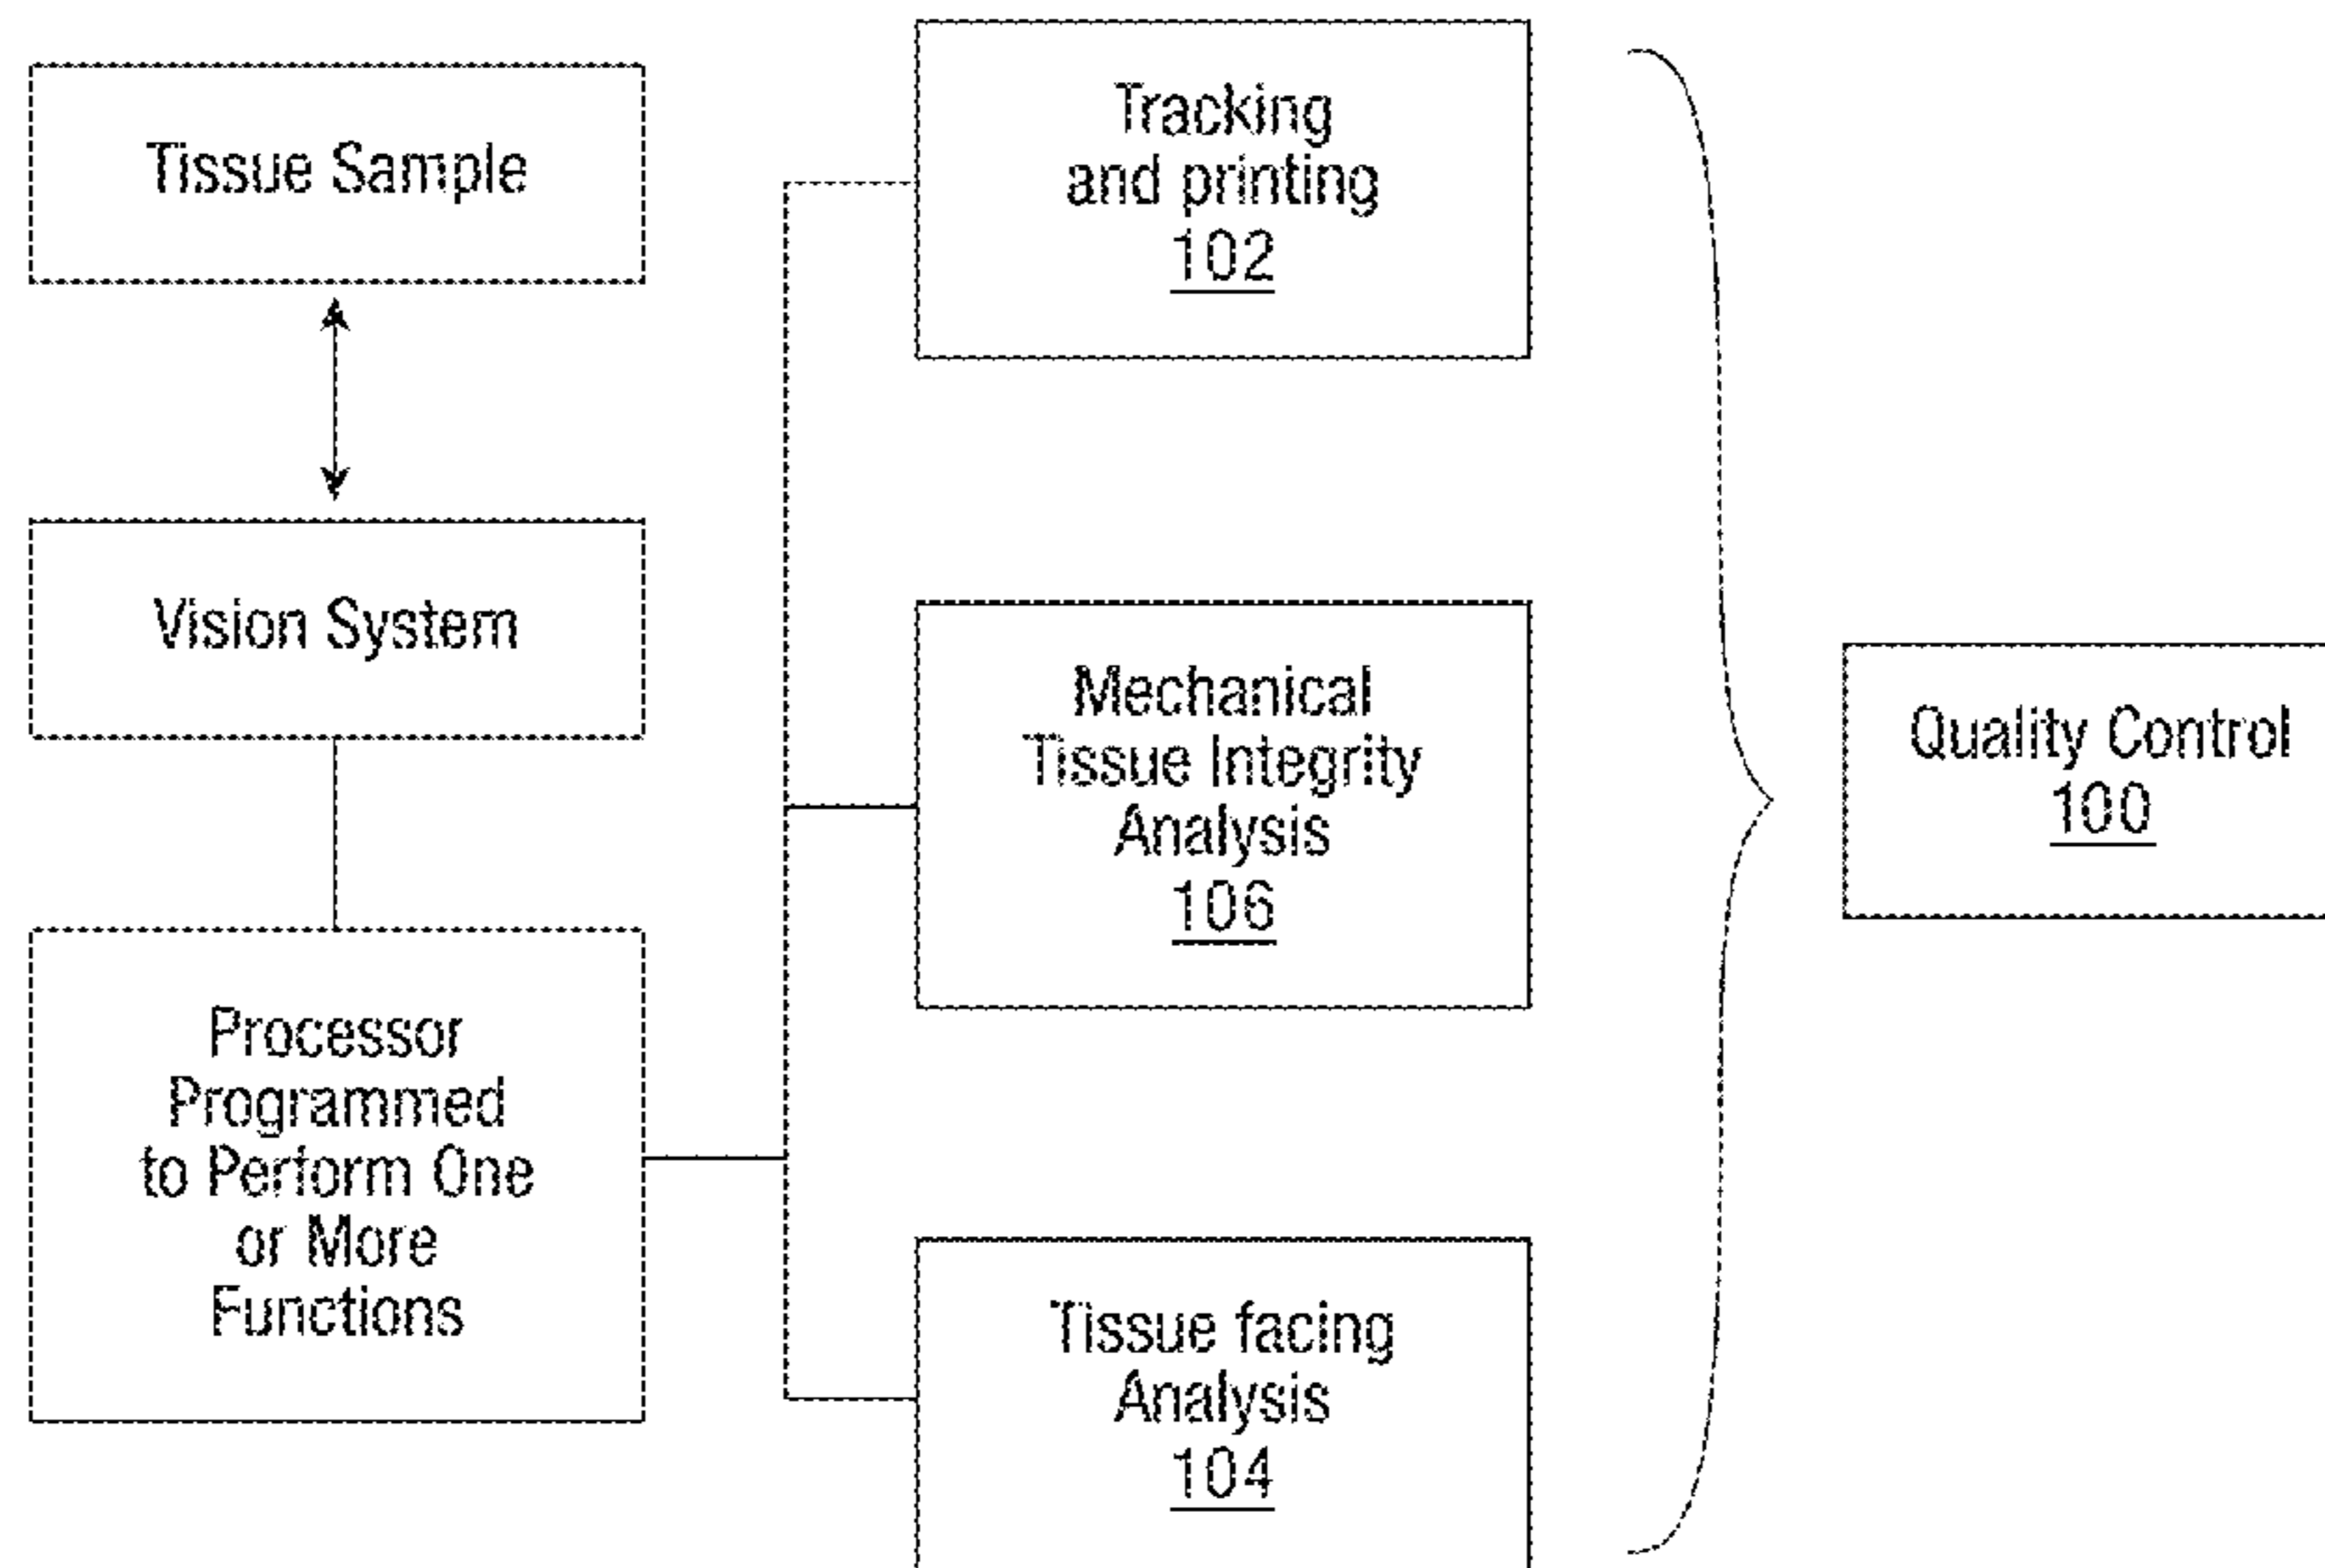 Tissue Sample
Vision System
Processor
Programmed
to Perform One
or More
Functions
Tracking
and printing
102
Mechanical
Tissue Integrity
Analysis
106
Tissue facing
Analysis
104
Quality Control
100